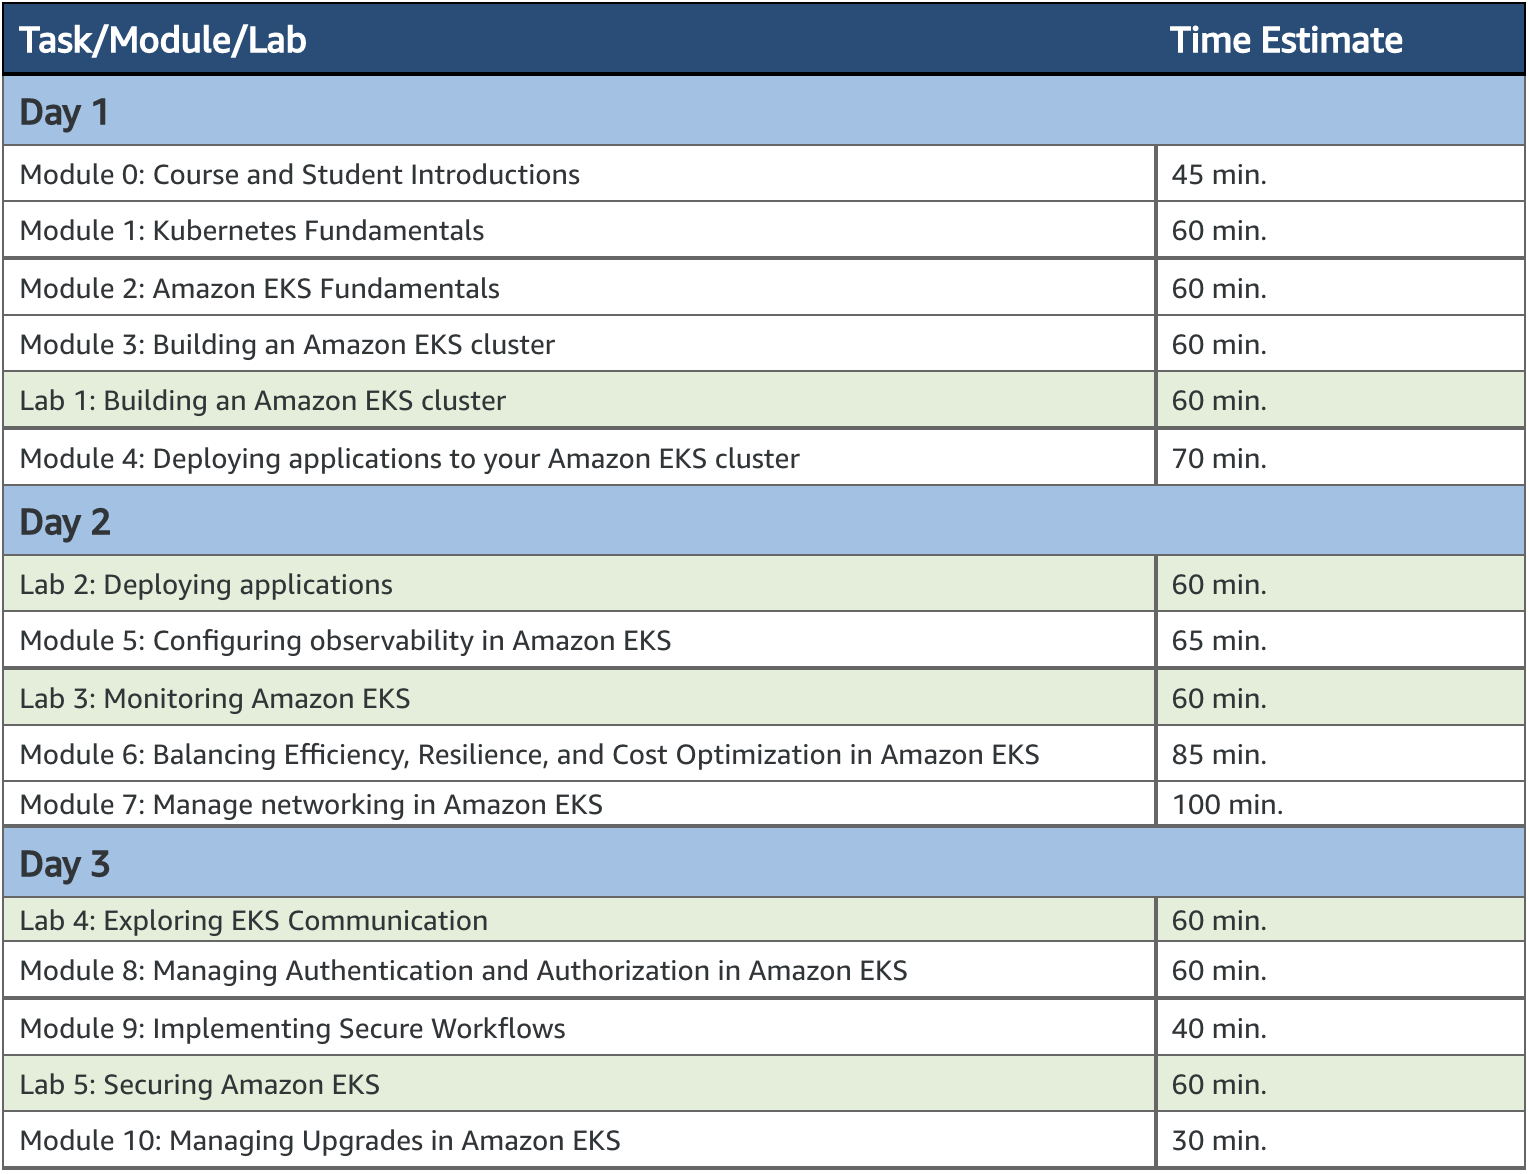 Task/Module/Lab Time Estimate
Day 1
Module 0: Course and Student Introductions 45 min.
Module 1: Kubernetes Fundamentals 60 min.
Module 2: Amazon EKS Fundamentals 60 min.
Module 3: Building an Amazon EKS cluster 60 min.
Lab 1: Building an Amazon EKS cluster 60 min.
Module 4: Deploying applications to your Amazon EKS cluster 70 min.
Day 2
Lab 2: Deploying applications 60 min.
Module 5: Configuring observability in Amazon EKS 65 min.
Lab 3: Monitoring Amazon EKS 60 min.
Module 6: Balancing Efficiency, Resilience, and Cost Optimization in Amazon EKS 85 min.
Module 7: Manage networking in Amazon EKS 100 min.
Day 3
Lab 4: Exploring EKS Communication 60 min.
Module 8: Managing Authentication and Authorization in Amazon EKS 60 min.
Module 9: Implementing Secure Workflows 40 min.
Lab 5: Securing Amazon EKS 60 min.
Module 10: Managing Upgrades in Amazon EKS 30 min.